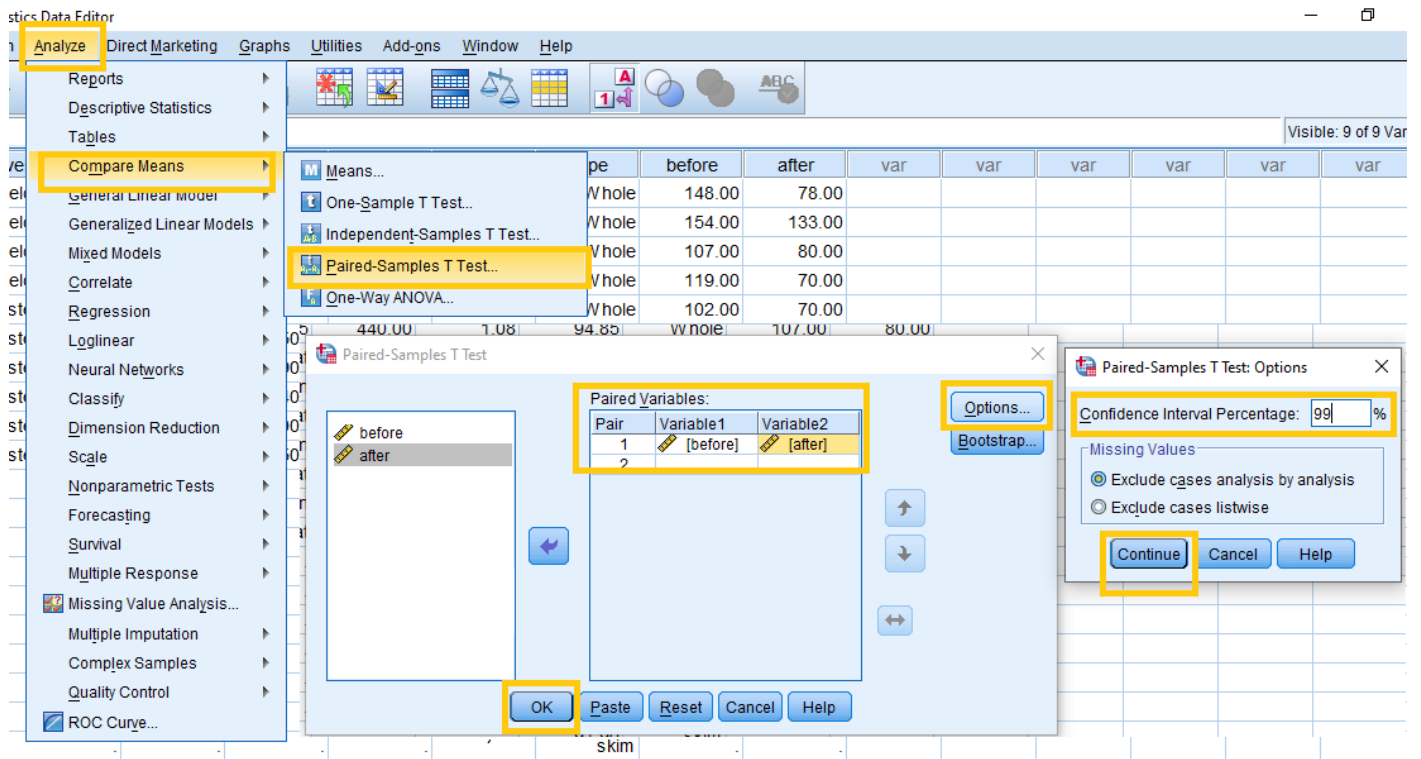 stics Data Editor
Analyze Direct Marketing Graphs Utilities Add-ons Window Help
Reports
Descriptive Statistics
Tables
Compare Means
General Linear Model
Generalized Linear Models
Mixed Models
Correlate
Regression
Loglinear
Neural Networks
Classify
Dimension Reduction
Scale
Nonparametric Tests
Forecasting
Survival
Multiple Response
Missing Value Analysis...
Multiple Imputation
Complex Samples
Quality Control
ROC Curve...
Means...
One-Sample T Test...
Independent-Samples T Test...
Paired-Samples T Test...
One-Way ANOVA...
A
1
ABC
Visible: 9 of 9 Var
pe before after var var var var var var
Whole 148.00 78.00
Whole 154.00 133.00
Whole 107.00 80.00
Whole 119.00 70.00
Whole 102.00 70.00
440.00 1.08 94.85 Whole 107.00 80.00
Paired-Samples T Test
before
after
Paired Variables:
Pair Variable1 Variable2
1 [before] [after]
2
Options...
Bootstrap...
OK Paste Reset Cancel Help
skim
Paired-Samples T Test: Options
Confidence Interval Percentage: 99 %
Missing Values
Exclude cases analysis by analysis
Exclude cases listwise
Continue Cancel Help